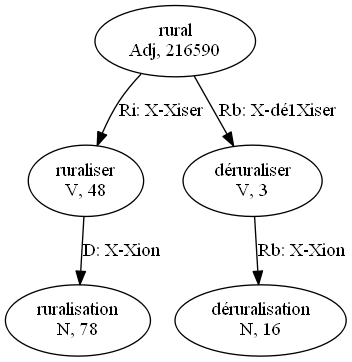 rural
Adj, 216590
Ri: X-Xiser
Rb: X-dé1Xiser
ruraliser
V, 48
déruraliser
V, 3
D: X-Xion
Rb: X-Xion
ruralisation
N, 78
déruralisation
N, 16